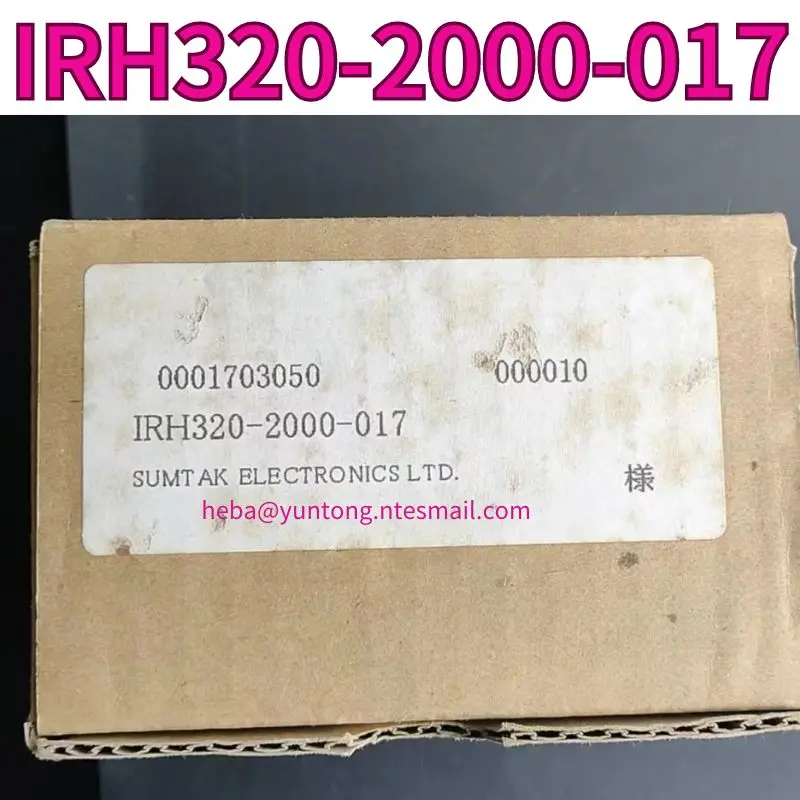 IRH320-2000-017
0001703050 000010
IRH320-2000-017
SUMTAK ELECTRONICS LTD. 様
heba@yuntong.ntesmail.com